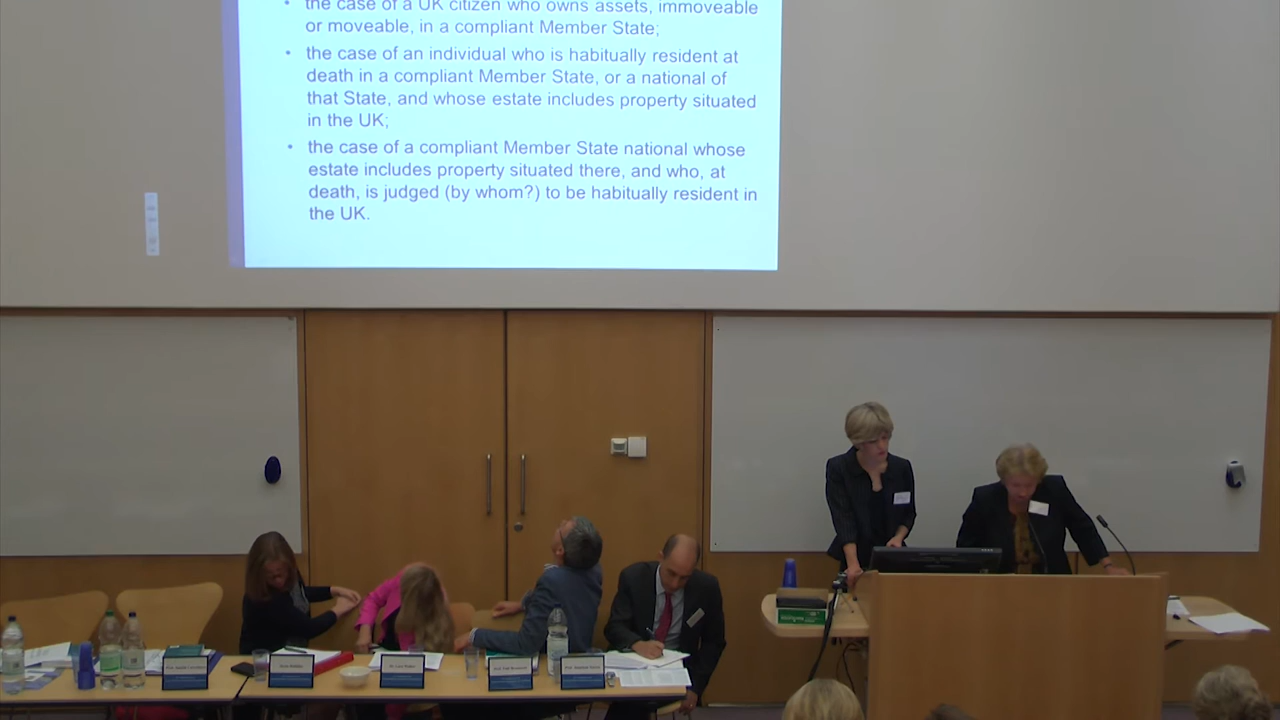 • the case of a UK citizen who owns assets, immoveable
or moveable, in a compliant Member State;
• the case of an individual who is habitually resident at
death in a compliant Member State, or a national of
that State, and whose estate includes property situated
in the UK;
• the case of a compliant Member State national whose
estate includes property situated there, and who, at
death, is judged (by whom?) to be habitually resident in
the UK.